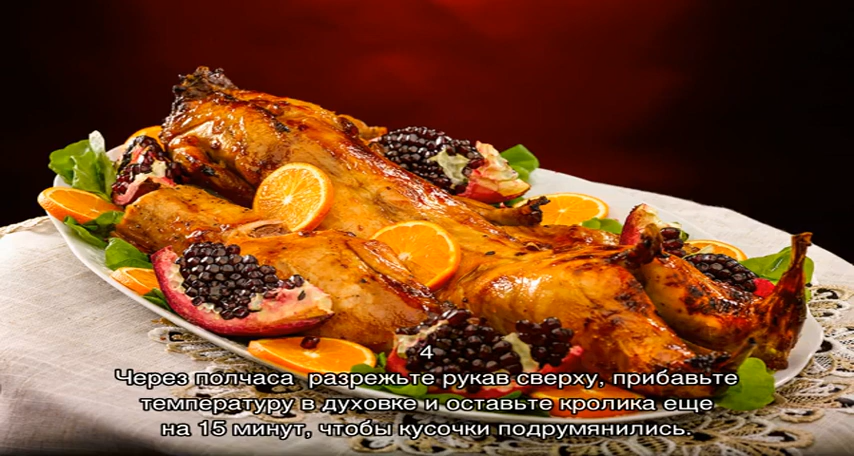 4
Через полчаса  разрежьте рукав сверху, прибавьте
температуру в духовке и оставьте кролика еще
на 15 минут, чтобы кусочки подрумянились.